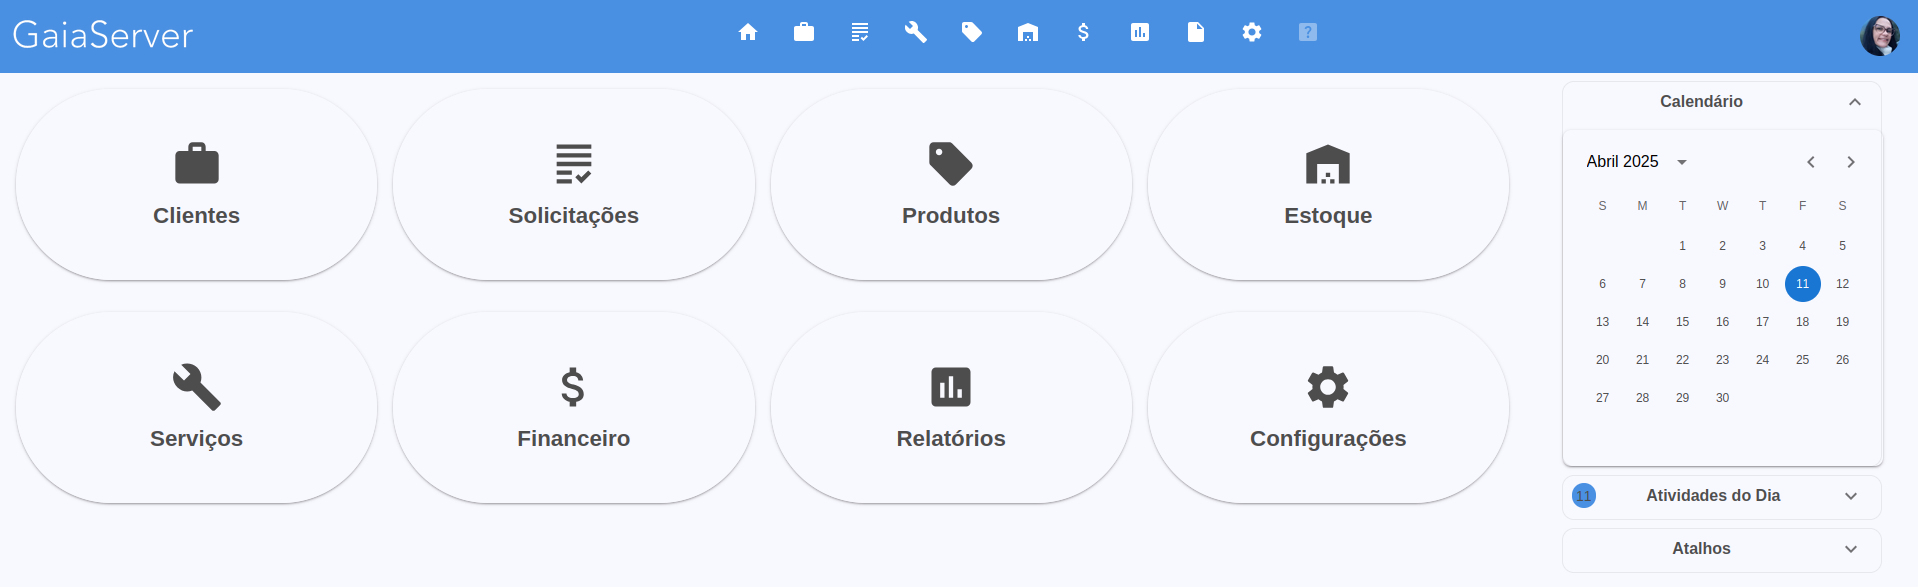 GaiaServer
?
Clientes
Solicitações
Produtos
Estoque
Serviços
Financeiro
Relatórios
Configurações
Calendário
Abril 2025
S M T W T F S
1 2 3 4 5
6 7 8 9 10 11 12
13 14 15 16 17 18 19
20 21 22 23 24 25 26
27 28 29 30
11 Atividades do Dia
Atalhos